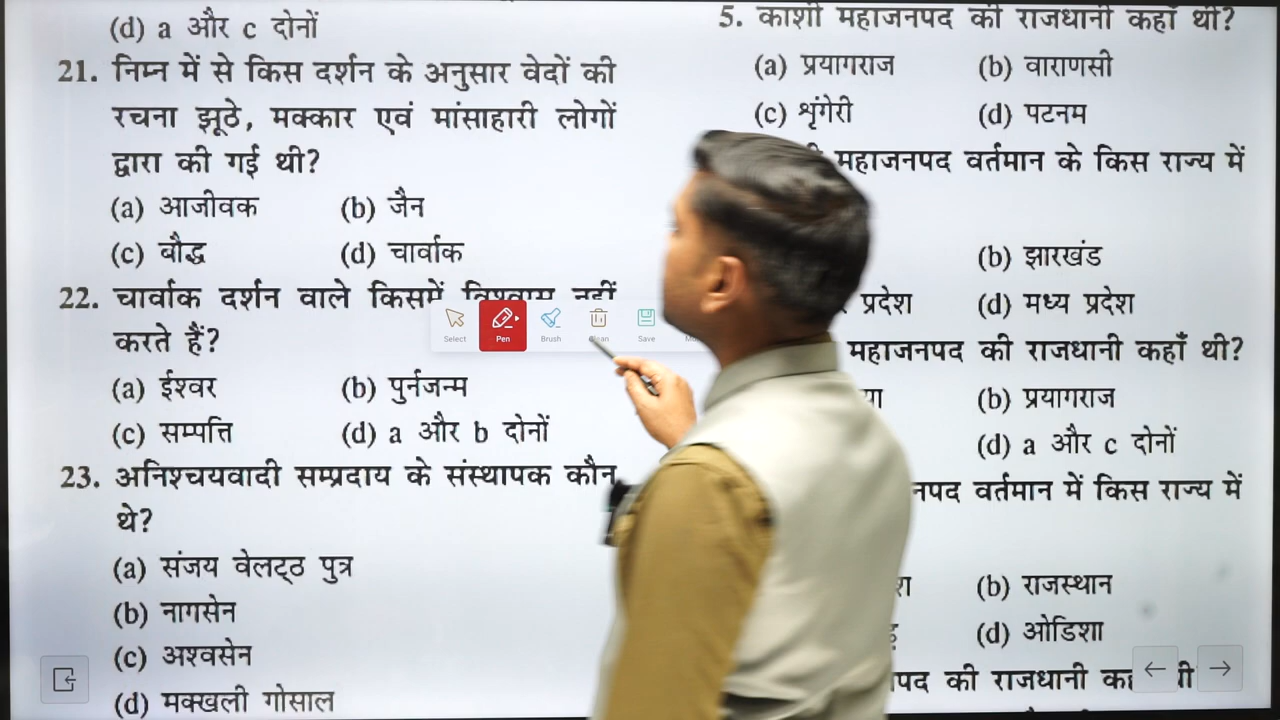 (d) a और c दोनों
21. निम्न में से किस दर्शन के अनुसार वेदों की
रचना झूठे, मक्कार एवं मांसाहारी लोगों
द्वारा की गई थी?
(a) आजीवक (b) जैन
(c) बौद्ध (d) चार्वाक
22. चार्वाक दर्शन वाले किसमें विश्वास नहीं
करते हैं?
(a) ईश्वर (b) पुर्नजन्म
(c) सम्पत्ति (d) a और b दोनों
23. अनिश्चयवादी सम्प्रदाय के संस्थापक कौन
थे?
(a) संजय वेलट्ठ पुत्र
(b) नागसेन
(c) अश्वसेन
(d) मक्खली गोसाल
Select Pen Brush Clean Save
5. काशी महाजनपद की राजधानी कहाँ थी?
(a) प्रयागराज (b) वाराणसी
(c) शृंगेरी (d) पटनम
महाजनपद वर्तमान के किस राज्य में
(b) झारखंड
प्रदेश (d) मध्य प्रदेश
महाजनपद की राजधानी कहाँ थी?
(b) प्रयागराज
(d) a और c दोनों
वर्तमान में किस राज्य में
(b) राजस्थान
(d) ओडिशा
की राजधानी